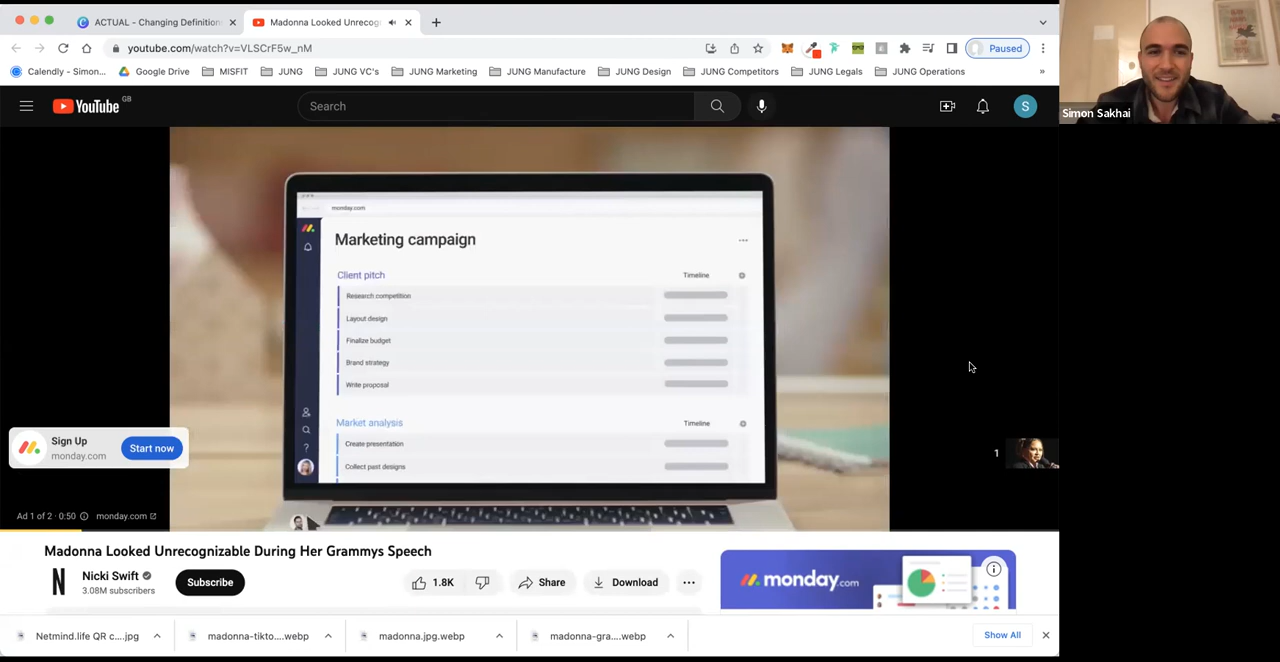 ACTUAL - Changing Definition
Madonna Looked Unrecog
youtube.com/watch?v=VLSCrF5w_nM
Paused
Calendly - Simon...
Google Drive
MISFIT
JUNG
JUNG VC's
JUNG Marketing
JUNG Manufacture
JUNG Design
JUNG Competitors
JUNG Legals
JUNG Operations
»
YouTube GB
Search
S
Simon Sakhai
monday.com
Marketing campaign
Client pitch
Timeline
Research competition
Layout design
Finalize budget
Brand strategy
Write proposal
Market analysis
Timeline
Create presentation
Collect past designs
Sign Up
monday.com
Start now
1
Ad 1 of 2 · 0:50
monday.com
Madonna Looked Unrecognizable During Her Grammys Speech
N
Nicki Swift
3.08M subscribers
Subscribe
1.8K
Share
Download
monday.com
Netmind.life QR c....jpg
madonna-tikto....webp
madonna.jpg.webp
madonna-gra....webp
Show All